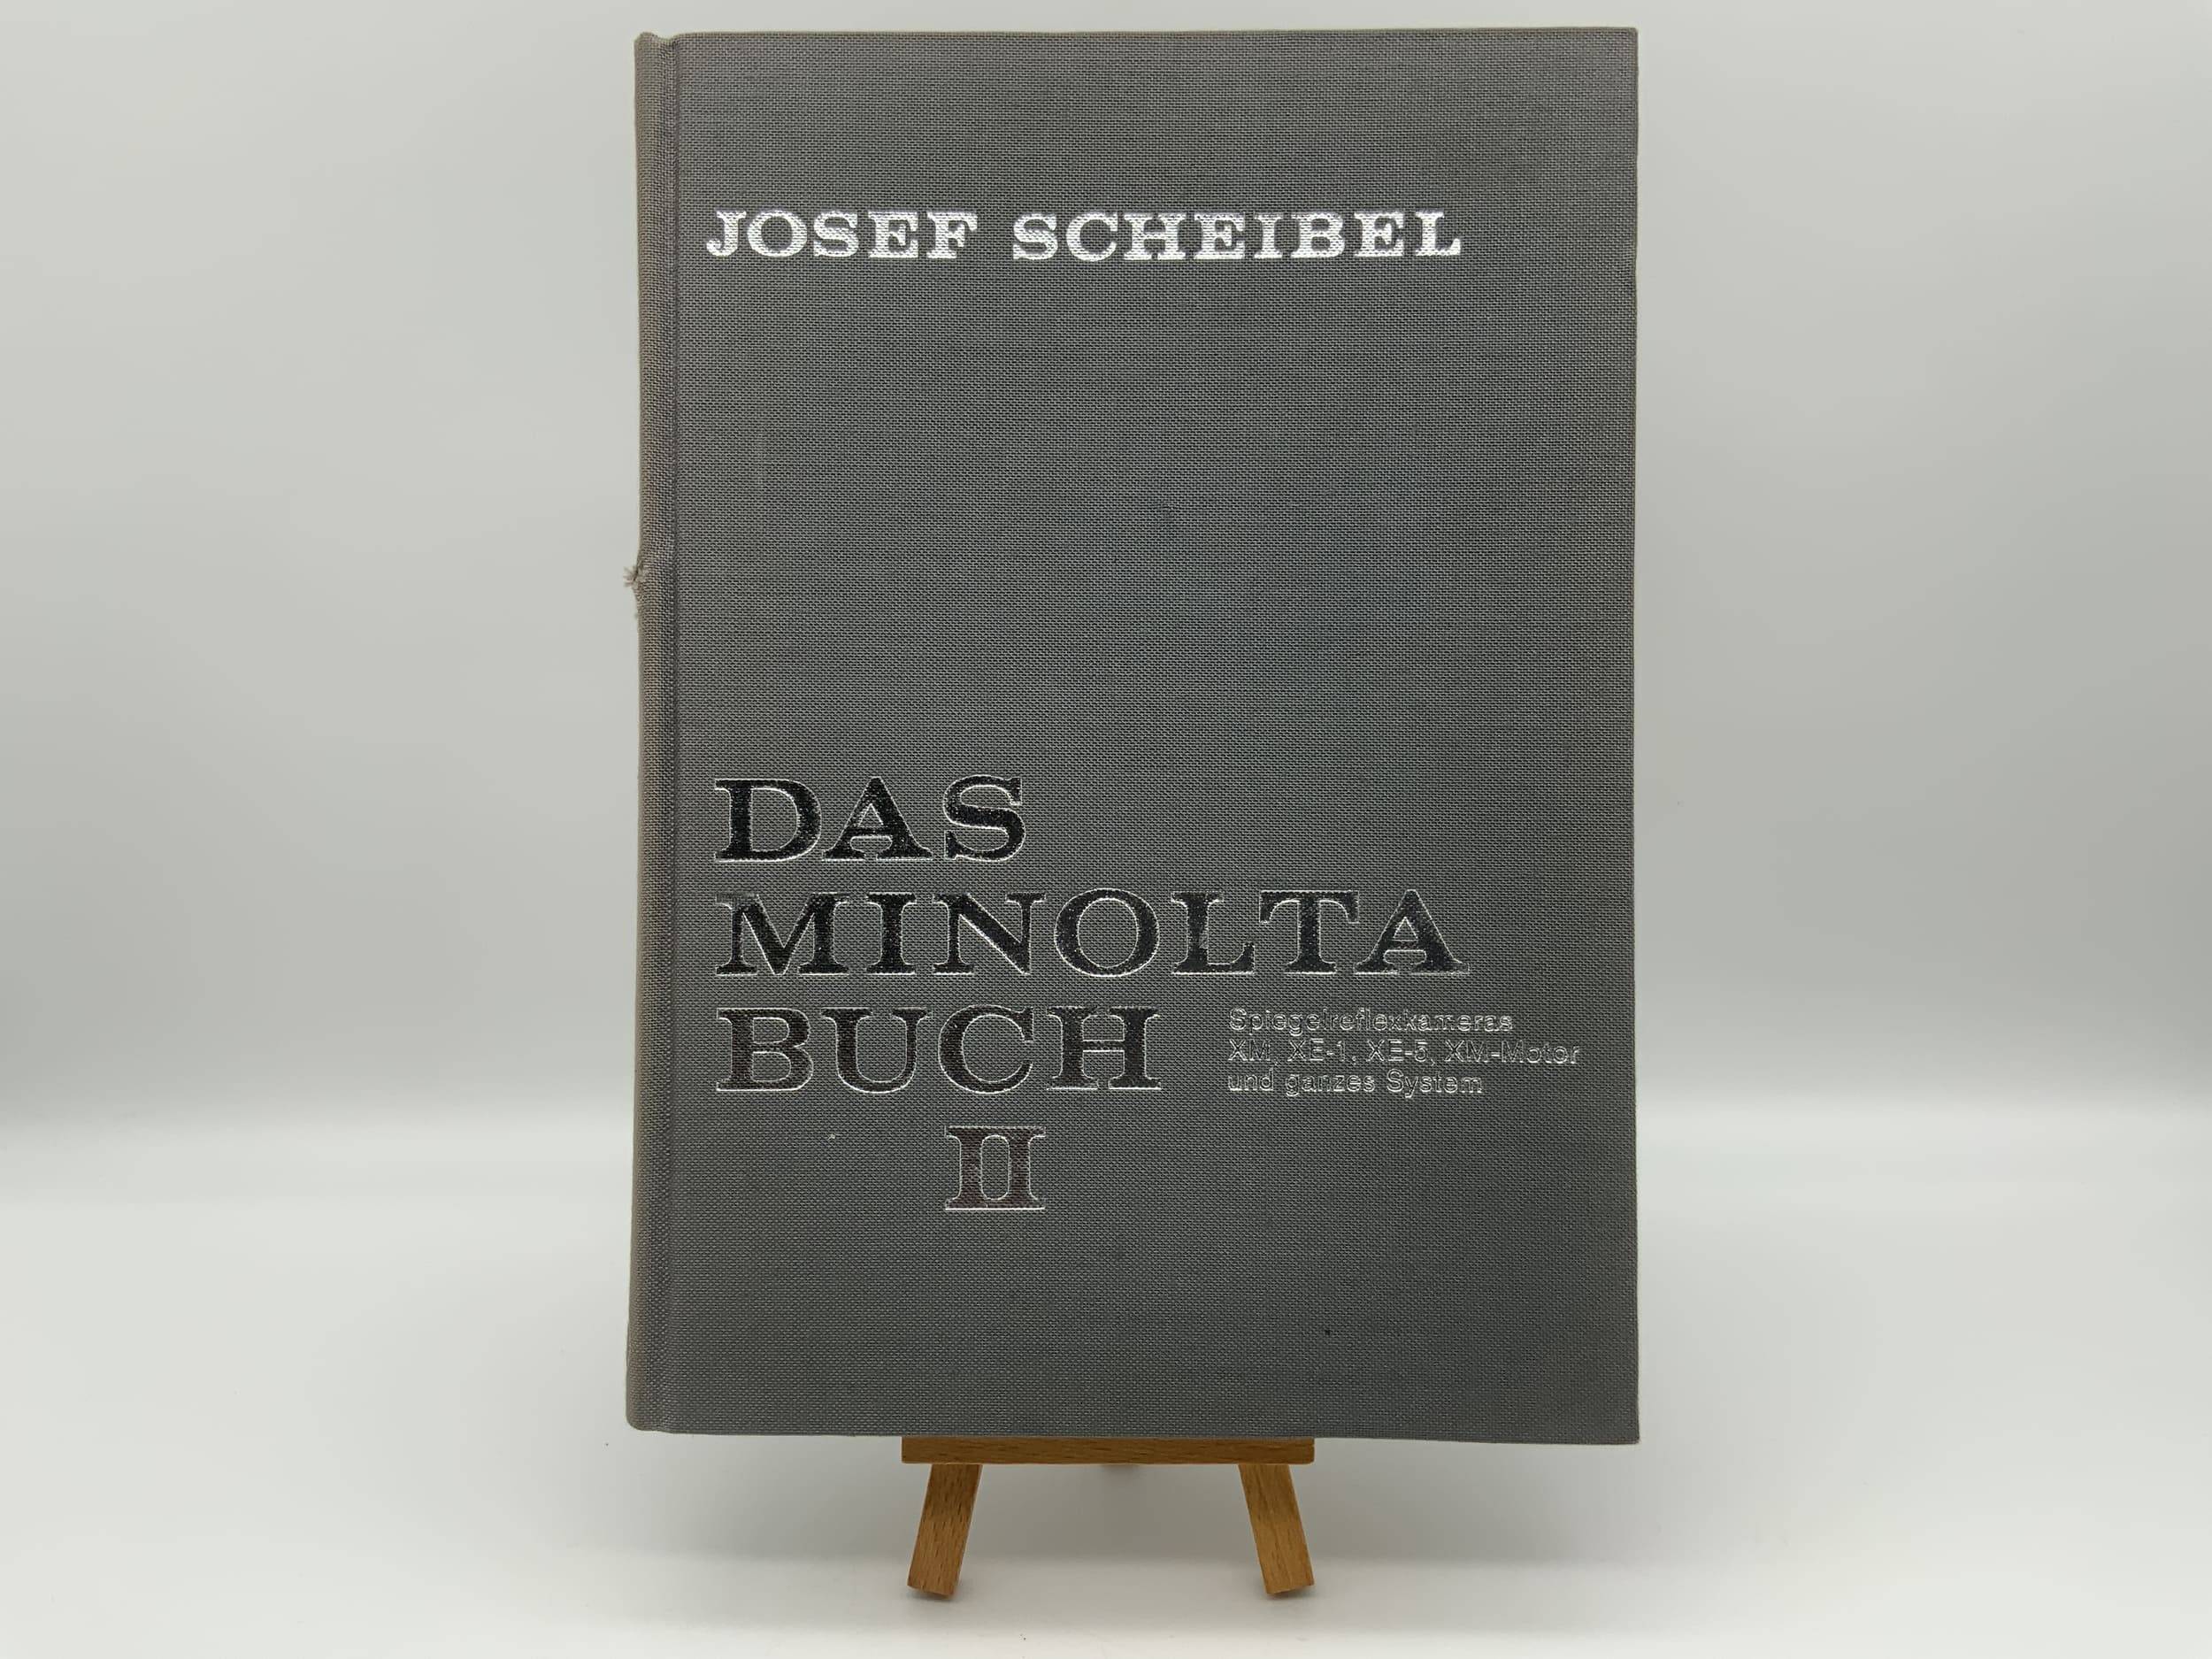 JOSEF SCHEIBEL
DAS
MINOLTA
BUCH
II
Spiegelreflexkameras
XM, XE-1, XE-5, XM-Motor
und ganzes System